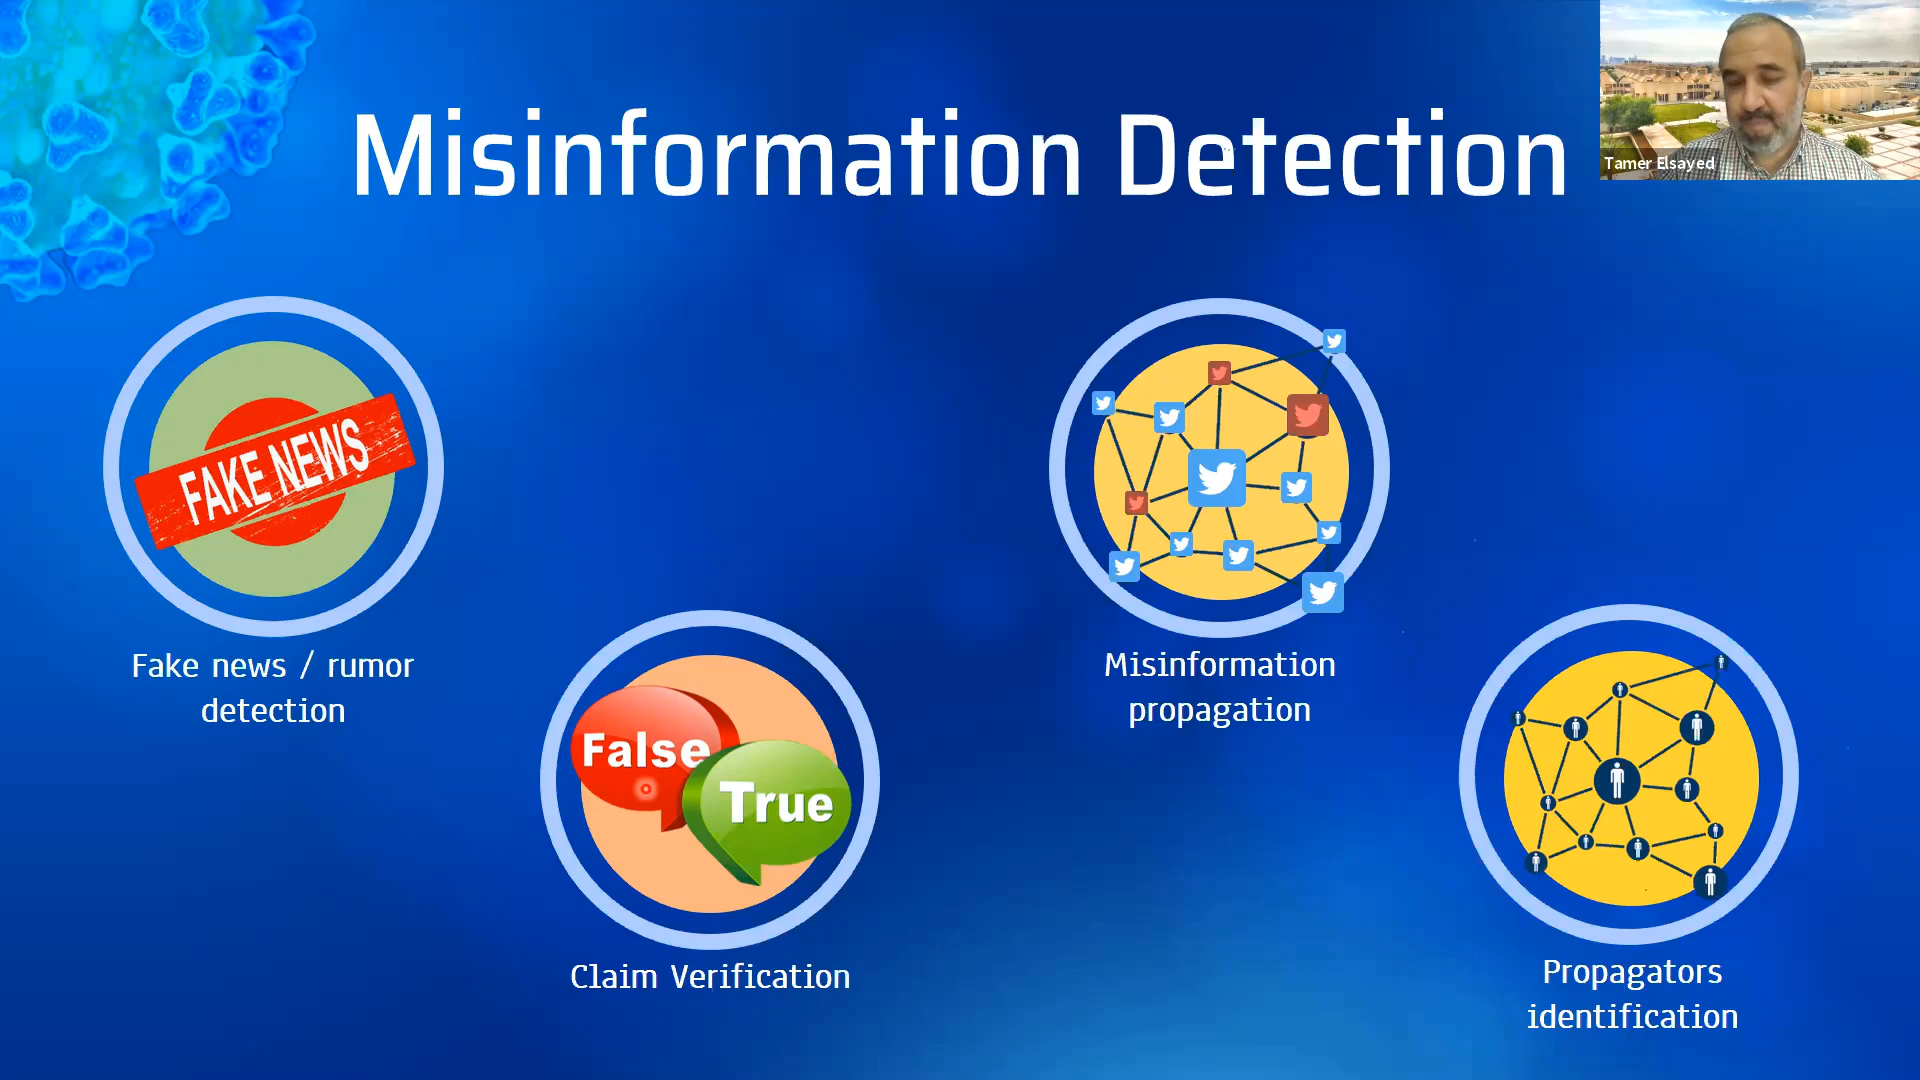 Misinformation Detection
Tamer Elsayed
FAKE NEWS
Fake news / rumor
detection
False
True
Claim Verification
Misinformation
propagation
Propagators
identification